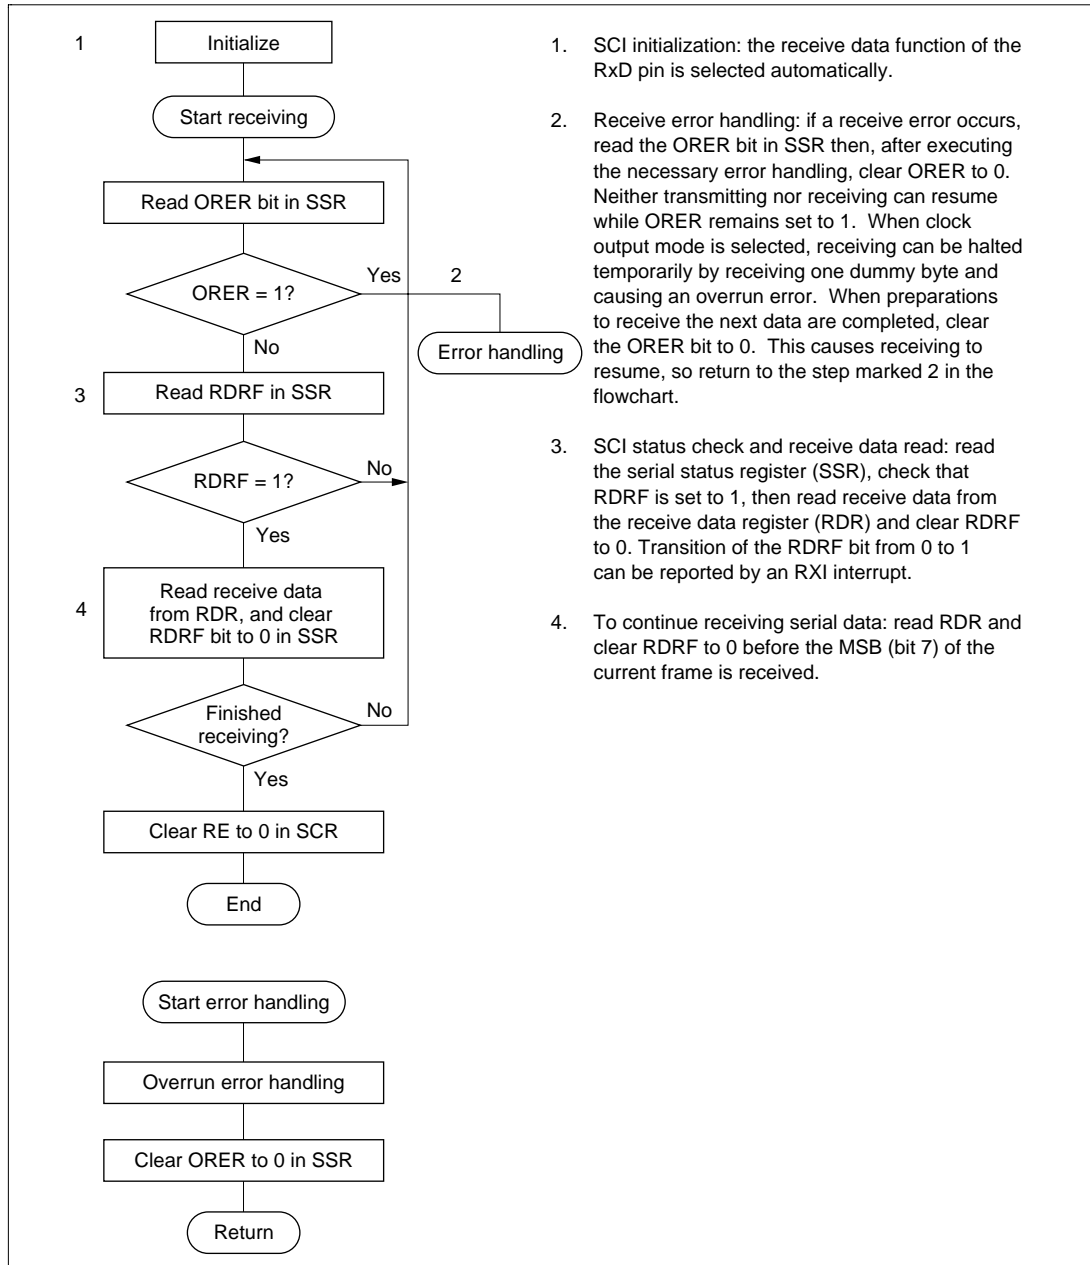 1
Initialize
Start receiving
Read ORER bit in SSR
ORER = 1?
Yes
2
Error handling
No
3
Read RDRF in SSR
RDRF = 1?
No
Yes
4
Read receive data
from RDR, and clear
RDRF bit to 0 in SSR
Finished
receiving?
No
Yes
Clear RE to 0 in SCR
End
Start error handling
Overrun error handling
Clear ORER to 0 in SSR
Return
1. SCI initialization: the receive data function of the
RxD pin is selected automatically.
2. Receive error handling: if a receive error occurs,
read the ORER bit in SSR then, after executing
the necessary error handling, clear ORER to 0.
Neither transmitting nor receiving can resume
while ORER remains set to 1. When clock
output mode is selected, receiving can be halted
temporarily by receiving one dummy byte and
causing an overrun error. When preparations
to receive the next data are completed, clear
the ORER bit to 0. This causes receiving to
resume, so return to the step marked 2 in the
flowchart.
3. SCI status check and receive data read: read
the serial status register (SSR), check that
RDRF is set to 1, then read receive data from
the receive data register (RDR) and clear RDRF
to 0. Transition of the RDRF bit from 0 to 1
can be reported by an RXI interrupt.
4. To continue receiving serial data: read RDR and
clear RDRF to 0 before the MSB (bit 7) of the
current frame is received.